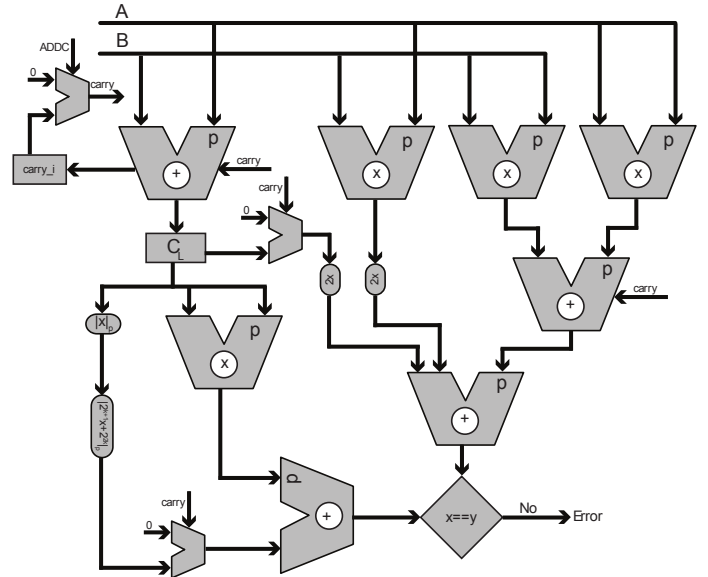 A
ADDC
B
0
carry
carry_i
p
+
carry
p
x
p
x
p
x
carry
0
C_L
2x
2x
p
+
carry
|x|_p
p
x
p
+
|2^{k+1}x+2^{2k}|_p
carry
0
p
+
x==y
No
Error